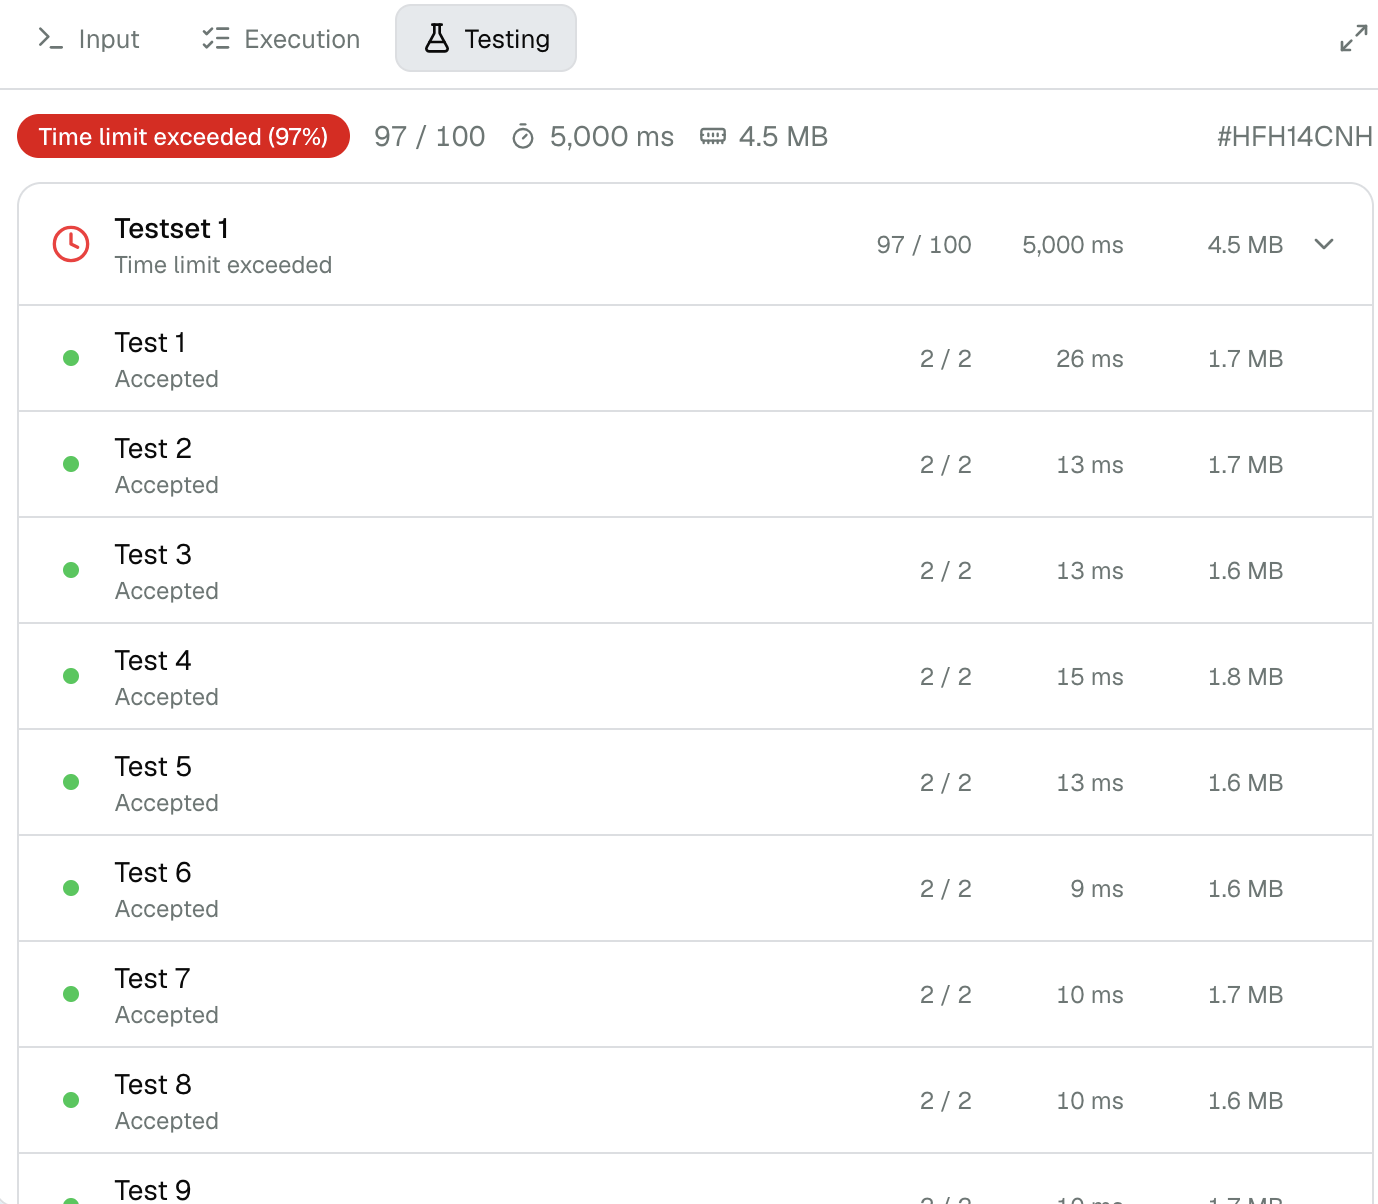 Input
Execution
Testing
Time limit exceeded (97%) 97 / 100 5,000 ms 4.5 MB #HFH14CNH
Testset 1
Time limit exceeded
97 / 100 5,000 ms 4.5 MB
Test 1
Accepted
2 / 2 26 ms 1.7 MB
Test 2
Accepted
2 / 2 13 ms 1.7 MB
Test 3
Accepted
2 / 2 13 ms 1.6 MB
Test 4
Accepted
2 / 2 15 ms 1.8 MB
Test 5
Accepted
2 / 2 13 ms 1.6 MB
Test 6
Accepted
2 / 2 9 ms 1.6 MB
Test 7
Accepted
2 / 2 10 ms 1.7 MB
Test 8
Accepted
2 / 2 10 ms 1.6 MB
Test 9